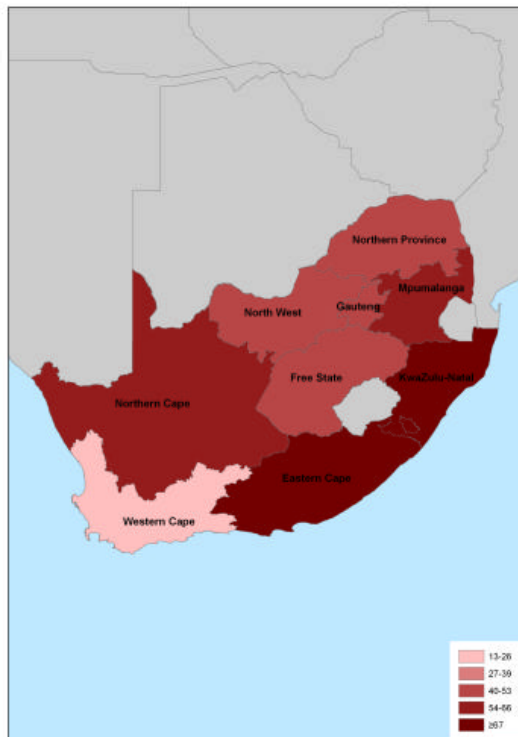 Northern Province
Mpumalanga
Gauteng
North West
Free State
KwaZulu-Natal
Northern Cape
Eastern Cape
Western Cape
13-26
27-39
40-53
54-66
≥67